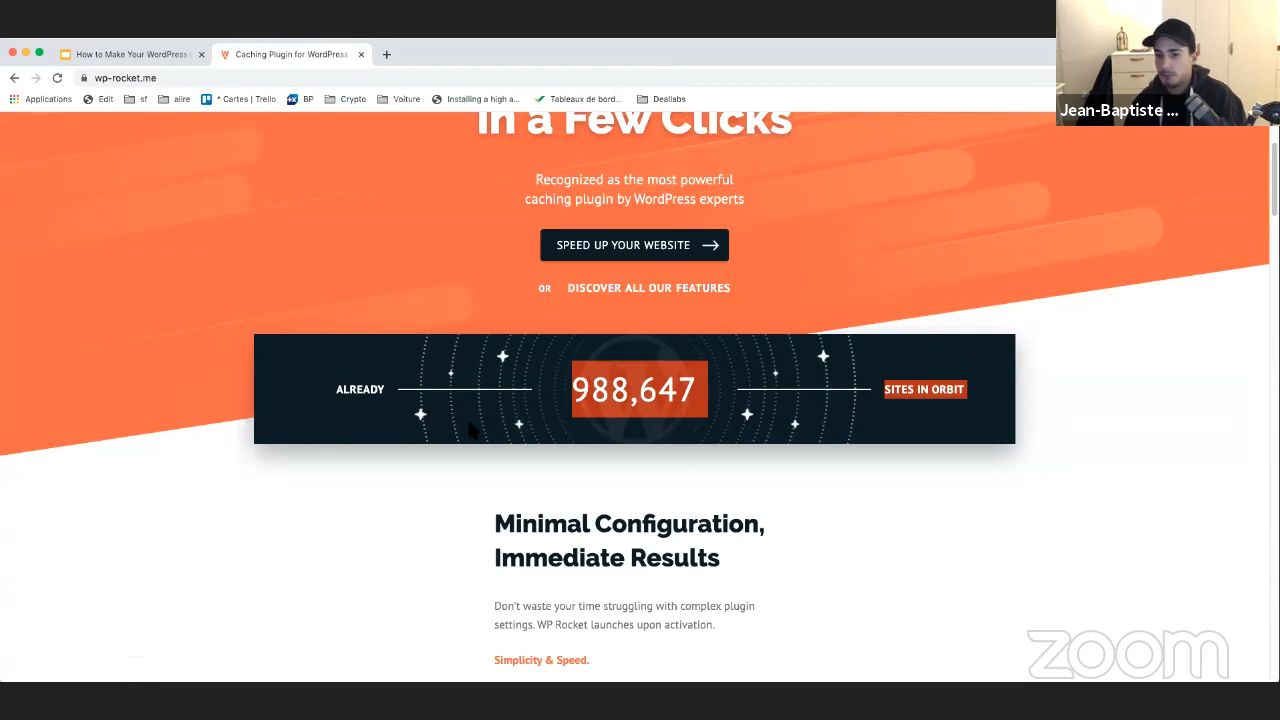 How to Make Your WordPress
Caching Plugin for WordPress
wp-rocket.me
Applications
Edit
sf
alire
* Cartes | Trello
BP
Crypto
Voiture
Installing a high a...
Tableaux de bord...
Deallabs
Jean-Baptiste ...
in a Few Clicks
Recognized as the most powerful
caching plugin by WordPress experts
SPEED UP YOUR WEBSITE
OR DISCOVER ALL OUR FEATURES
ALREADY 988,647 SITES IN ORBIT
Minimal Configuration,
Immediate Results
Don't waste your time struggling with complex plugin
settings. WP Rocket launches upon activation.
Simplicity & Speed.
zoom